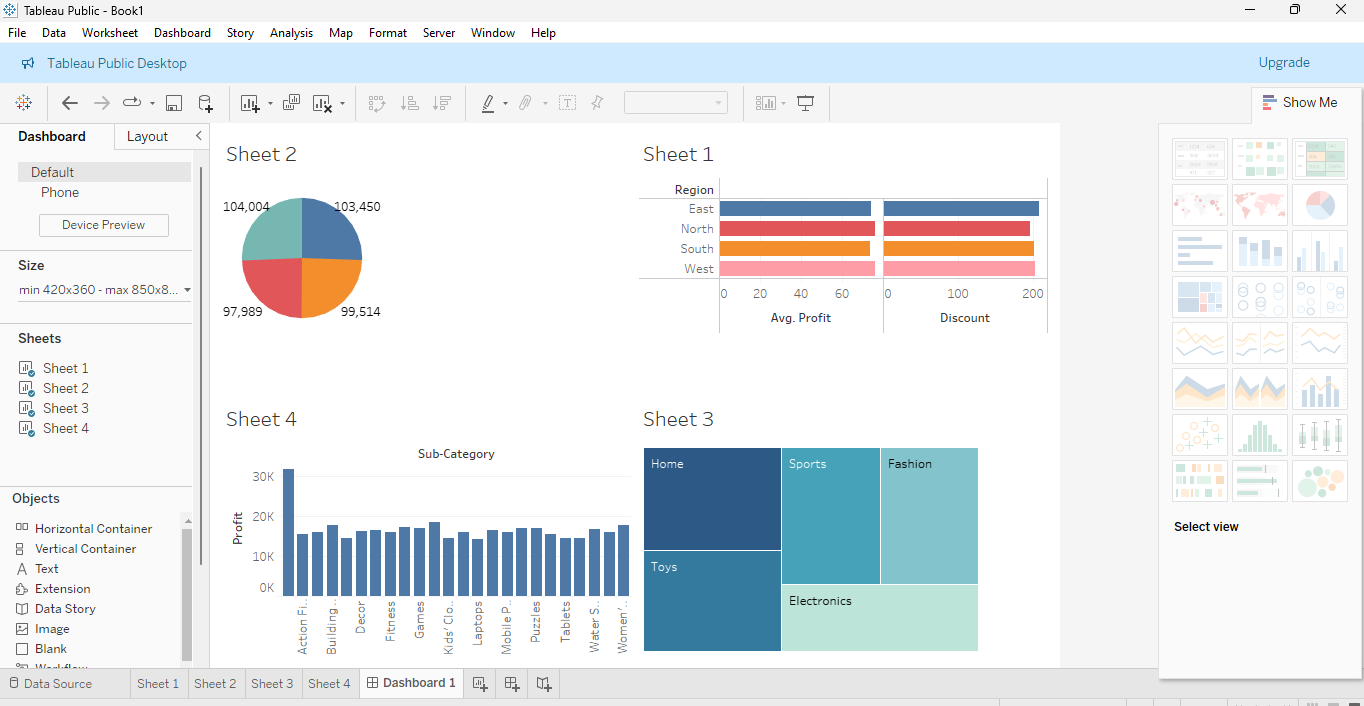 Tableau Public - Book1
File Data Worksheet Dashboard Story Analysis Map Format Server Window Help
Tableau Public Desktop
Upgrade
Show Me
Dashboard Layout
Default
Phone
Device Preview
Size
min 420x360 - max 850x8...
Sheets
Sheet 1
Sheet 2
Sheet 3
Sheet 4
Objects
Horizontal Container
Vertical Container
Text
Extension
Data Story
Image
Blank
Workflow
Sheet 2
104,004
103,450
97,989
99,514
Sheet 1
Region
East
North
South
West
0 20 40 60
0 100 200
Avg. Profit
Discount
Sheet 4
Sub-Category
Profit
30K
20K
10K
0K
Action Fi..
Building ..
Decor
Fitness
Games
Kids' Clo..
Laptops
Mobile P..
Puzzles
Tablets
Water S..
Women'..
Sheet 3
Home
Sports
Fashion
Toys
Electronics
Select view
Data Source Sheet 1 Sheet 2 Sheet 3 Sheet 4 Dashboard 1